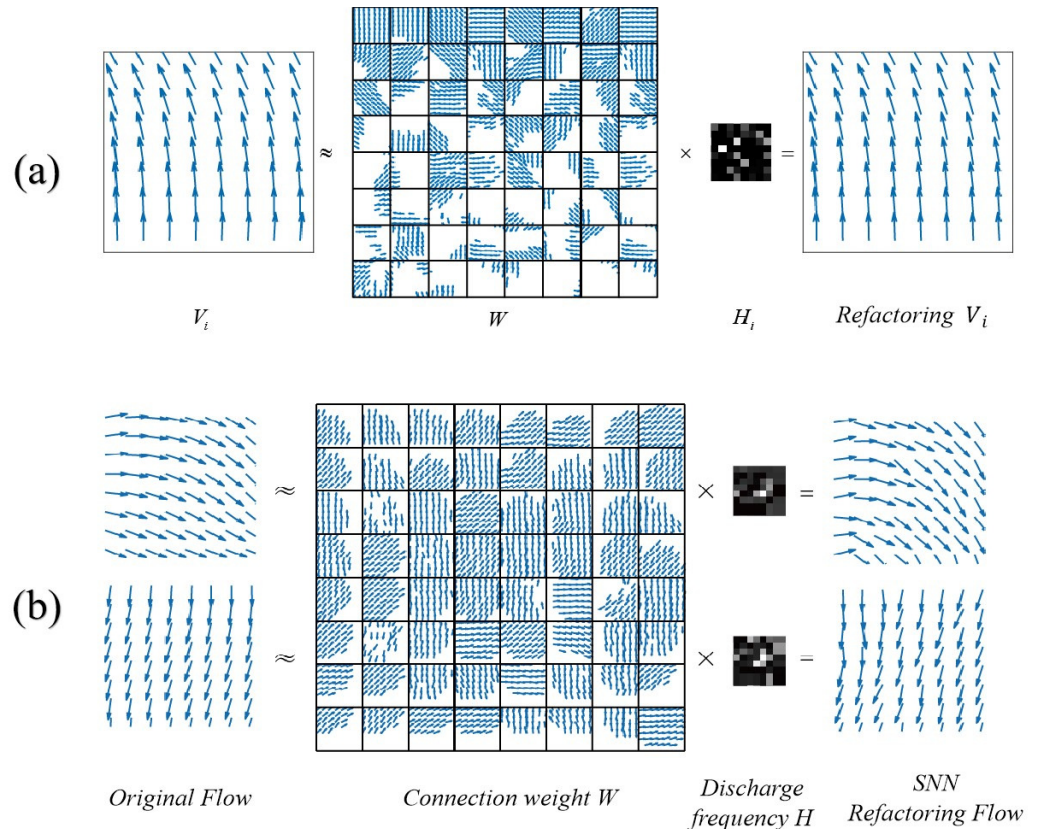 (a)
≈ × =
V_i W H_i Refactoring V_i
(b)
≈ × =
≈ × =
Original Flow Connection weight W Discharge frequency H SNN Refactoring Flow